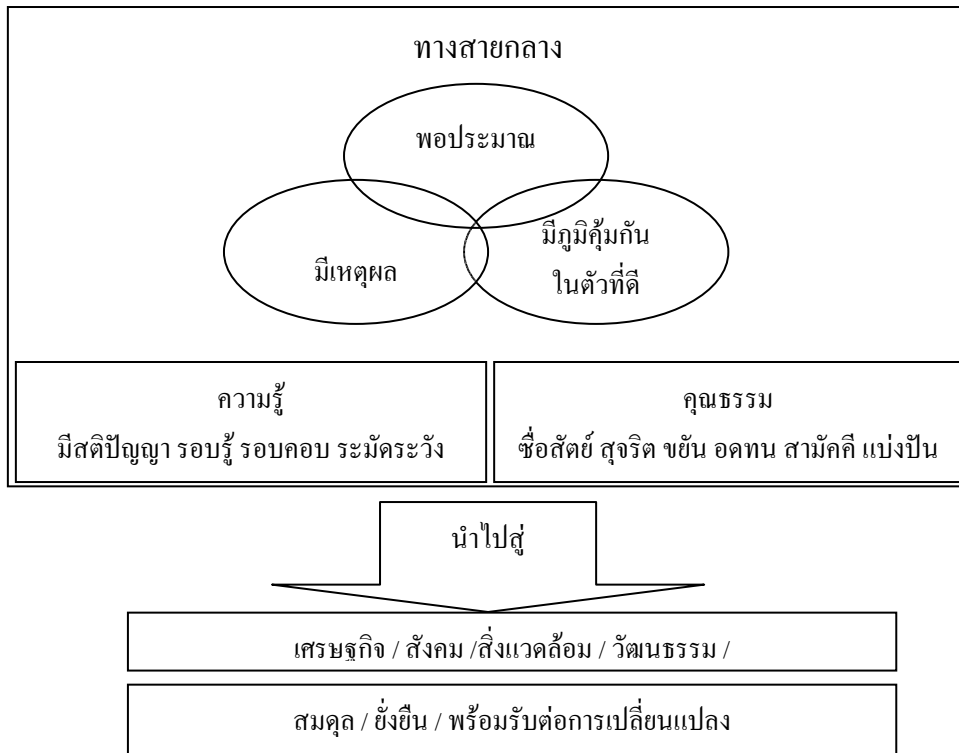 ทางสายกลาง
พอประมาณ
มีเหตุผล
มีภูมิคุ้มกัน
ในตัวที่ดี
ความรู้
มีสติปัญญา รอบรู้ รอบคอบ ระมัดระวัง
คุณธรรม
ซื่อสัตย์ สุจริต ขยัน อดทน สามัคคี แบ่งปัน
นำไปสู่
เศรษฐกิจ / สังคม /สิ่งแวดล้อม / วัฒนธรรม /
สมดุล / ยั่งยืน / พร้อมรับต่อการเปลี่ยนแปลง